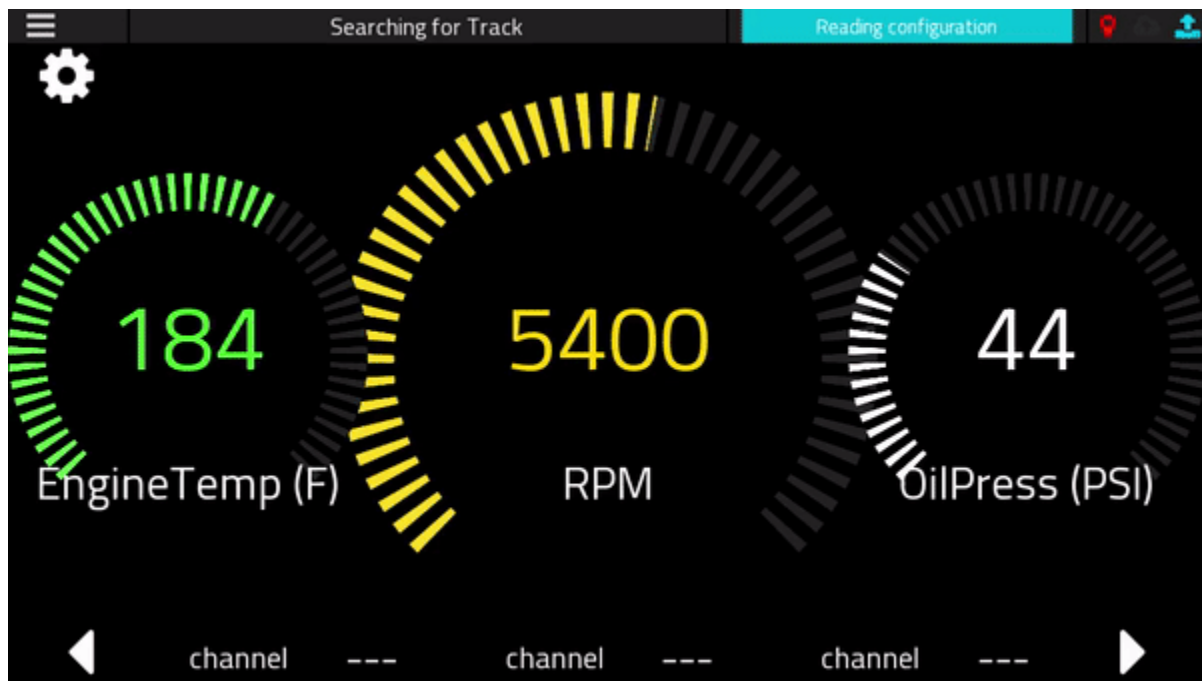 Searching for Track
Reading configuration
184
EngineTemp (F)
5400
RPM
44
OilPress (PSI)
channel ---
channel ---
channel ---